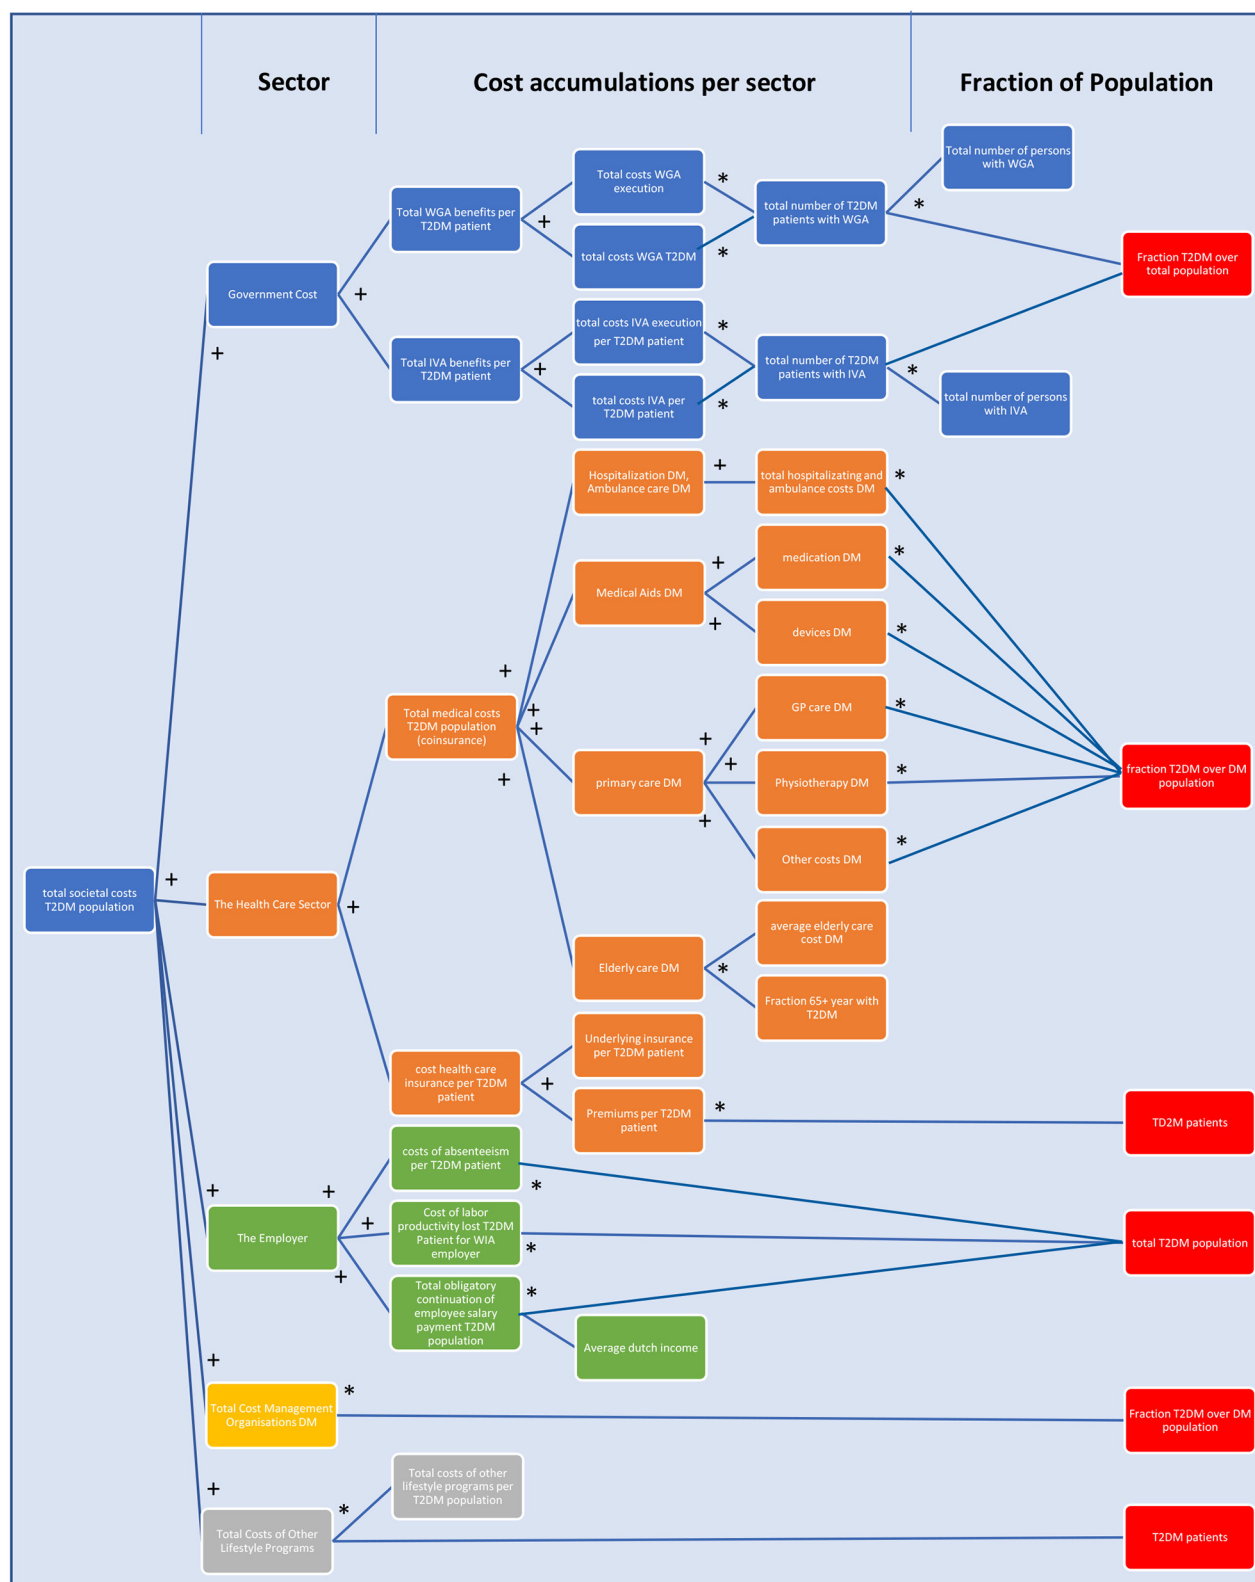 Sector
Cost accumulations per sector
Fraction of Population
Total number of persons
with WGA
Total costs WGA
execution
*
Total WGA benefits per
T2DM patient
+
total number of T2DM
patients with WGA
*
total costs WGA T2DM
*
Fraction T2DM over
total population
Government Cost
+
+
total costs IVA execution
per T2DM patient
*
Total IVA benefits per
T2DM patient
+
total number of T2DM
patients with IVA
*
total costs IVA per
T2DM patient
*
total number of persons
with IVA
Hospitalization DM,
Ambulance care DM
+
total hospitalizating and
ambulance costs DM
*
Medical Aids DM
+
+
medication DM
*
devices DM
*
Total medical costs
T2DM population
(coinsurance)
+
+
+
+
primary care DM
+
+
+
GP care DM
*
Physiotherapy DM
*
Other costs DM
*
fraction T2DM over DM
population
total societal costs
T2DM population
+
The Health Care Sector
+
Elderly care DM
*
average elderly care
cost DM
Fraction 65+ year with
T2DM
cost health care
insurance per T2DM
patient
+
Underlying insurance
per T2DM patient
Premiums per T2DM
patient
*
TD2M patients
+
The Employer
+
+
+
costs of absenteeism
per T2DM patient
*
Cost of labor
productivity lost T2DM
Patient for WIA
employer
*
Total obligatory
continuation of
employee salary
payment T2DM
population
*
Average dutch income
total T2DM population
+
Total Cost Management
Organisations DM
*
Fraction T2DM over DM
population
+
Total Costs of Other
Lifestyle Programs
*
Total costs of other
lifestyle programs per
T2DM population
T2DM patients